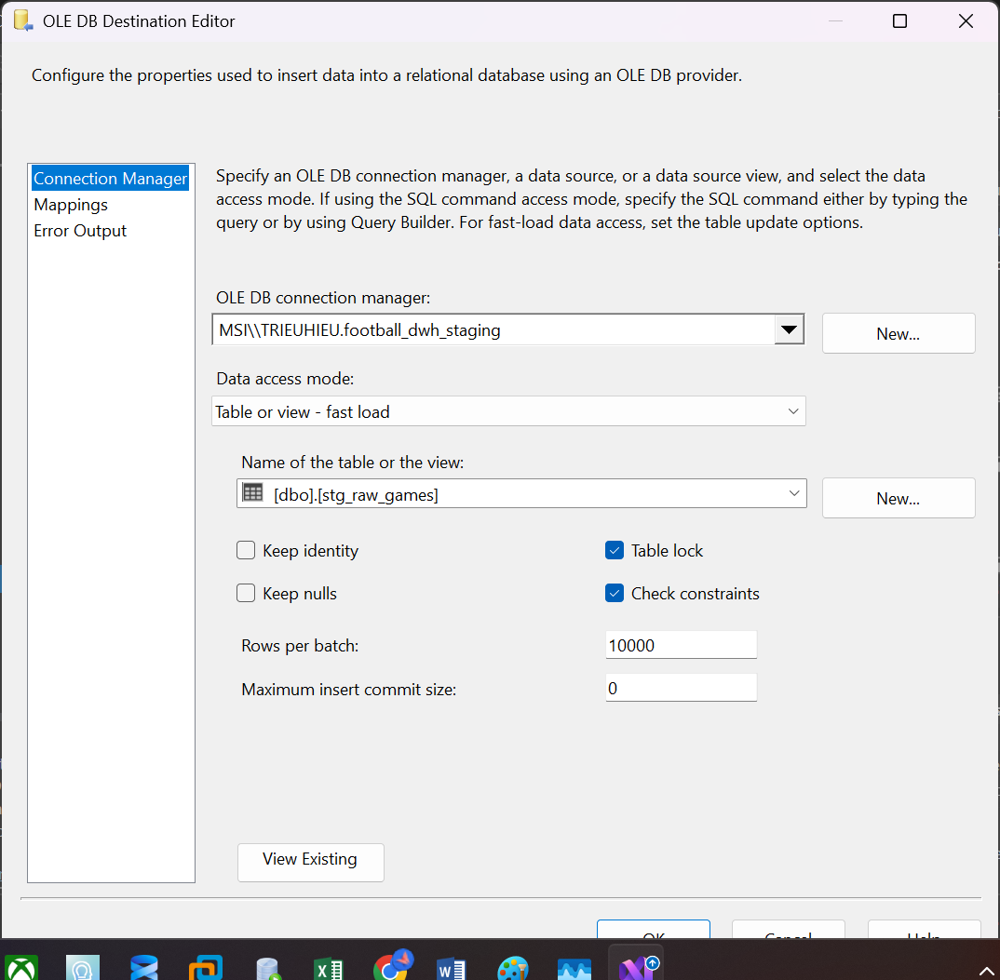 OLE DB Destination Editor
Configure the properties used to insert data into a relational database using an OLE DB provider.
Connection Manager
Mappings
Error Output
Specify an OLE DB connection manager, a data source, or a data source view, and select the data
access mode. If using the SQL command access mode, specify the SQL command either by typing the
query or by using Query Builder. For fast-load data access, set the table update options.
OLE DB connection manager:
MSI\\TRIEUHIEU.football_dwh_staging
New...
Data access mode:
Table or view - fast load
Name of the table or the view:
[dbo].[stg_raw_games]
New...
Keep identity
Table lock
Keep nulls
Check constraints
Rows per batch:
10000
Maximum insert commit size:
0
View Existing
OK
Cancel
Help